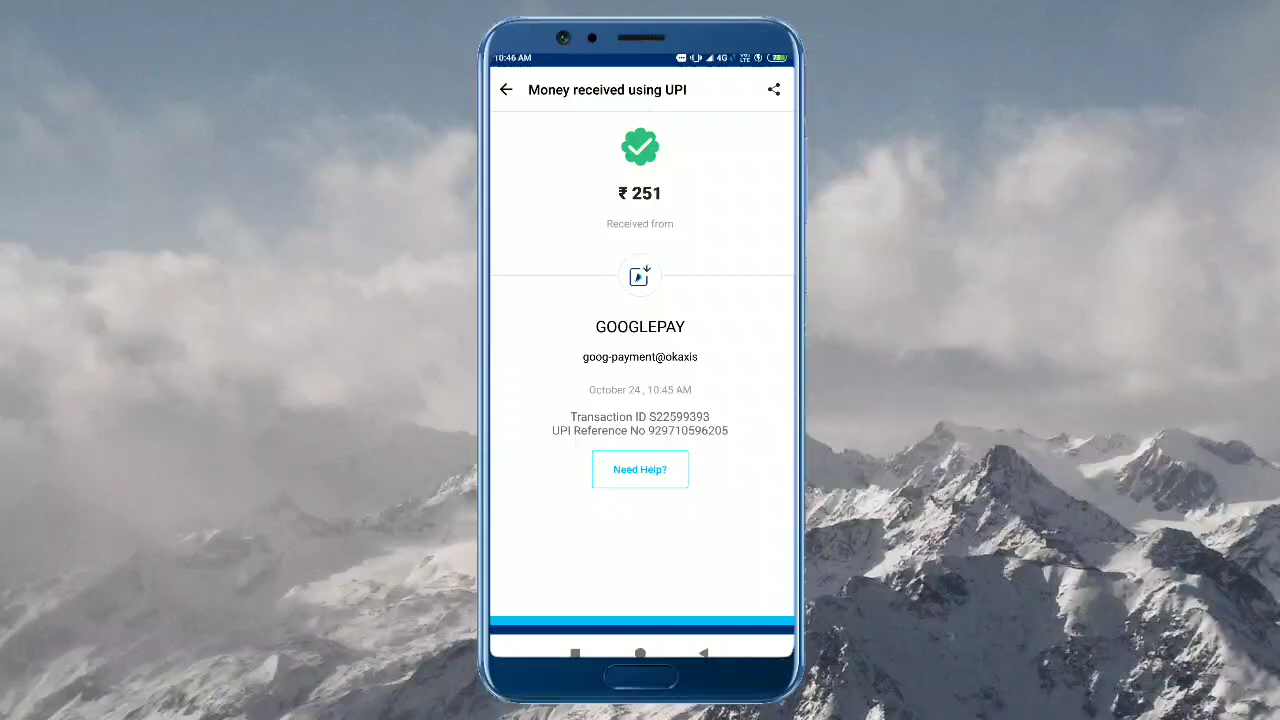 10:46 AM
4G
Money received using UPI
₹ 251
Received from
GOOGLEPAY
goog-payment@okaxis
October 24 , 10:45 AM
Transaction ID S22599393
UPI Reference No 929710596205
Need Help?